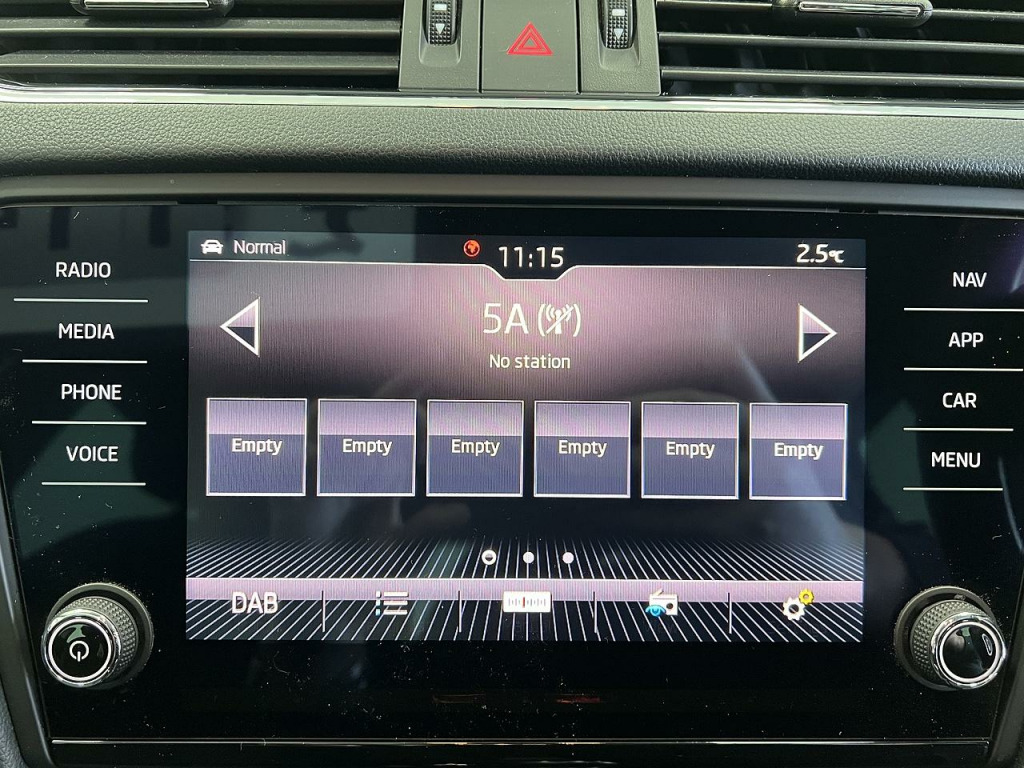 Normal
11:15
2.5°C
RADIO
MEDIA
PHONE
VOICE
5A
No station
Empty Empty Empty Empty Empty Empty
DAB
NAV
APP
CAR
MENU